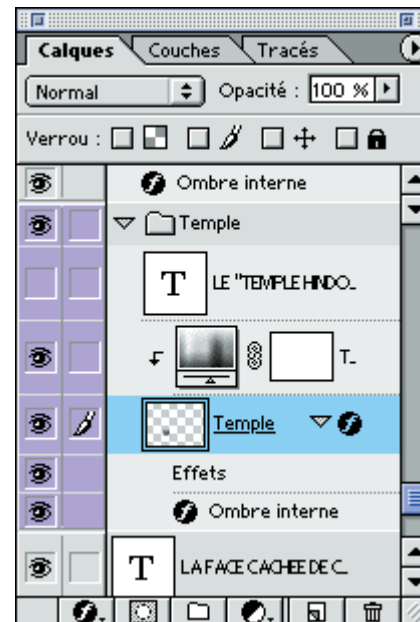 Calques Couches Tracés
Normal Opacité : 100 %
Verrou :
Ombre interne
Temple
T LE "TEMPLE HINDO...
T...
Temple
Effets
Ombre interne
T LA FACE CACHEE DE C...